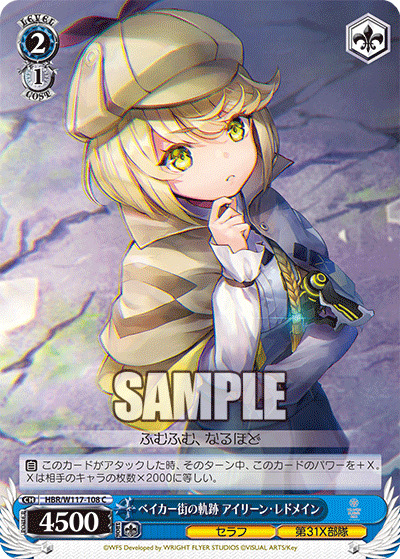 LEVEL
2
1
COST
SAMPLE
ふむふむ、なるほど
自 このカードがアタックした時、そのターン中、このカードのパワーを＋X。
Xは相手のキャラの枚数×2000に等しい。
CH HBR/W117-108 C
ベイカー街の軌跡 アイリーン・レドメイン
POWER
4500
セラフ
第31X部隊
©WFS Developed by WRIGHT FLYER STUDIOS ©VISUAL ARTS/Key